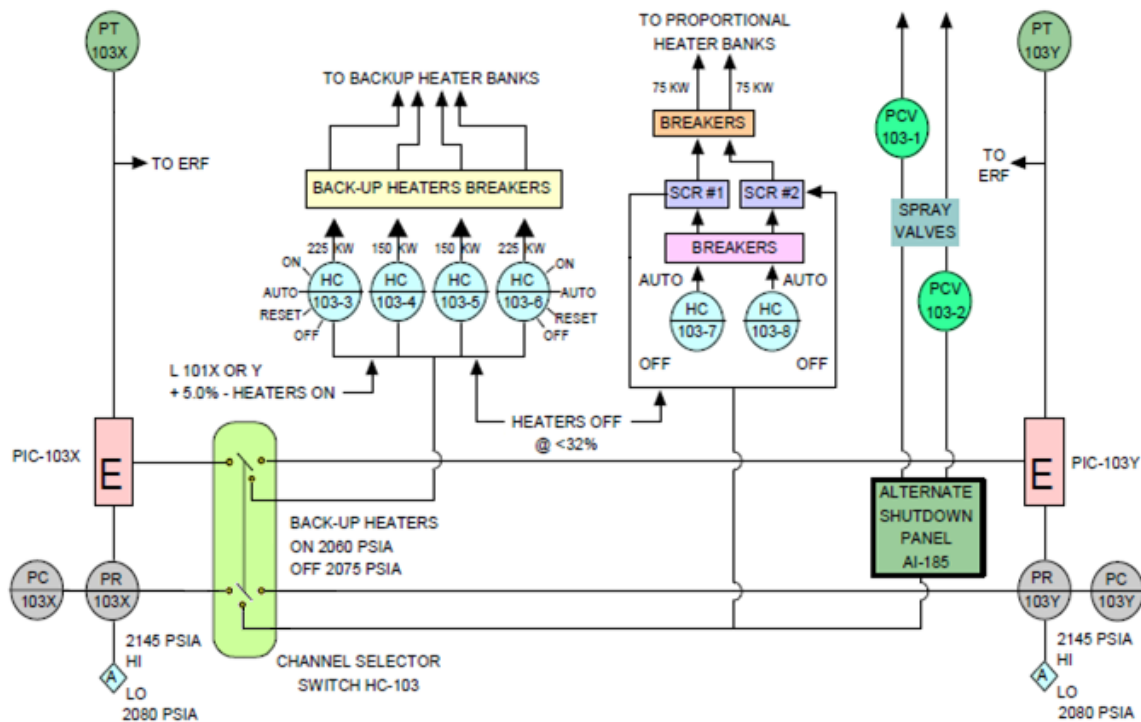 PT
103X
TO ERF
TO BACKUP HEATER BANKS
BACK-UP HEATERS BREAKERS
225 KW
150 KW
150 KW
225 KW
ON
AUTO
RESET
OFF
HC
103-3
HC
103-4
HC
103-5
HC
103-6
ON
AUTO
RESET
OFF
L 101X OR Y
+ 5.0% - HEATERS ON
HEATERS OFF
@ <32%
TO PROPORTIONAL
HEATER BANKS
75 KW
75 KW
BREAKERS
SCR #1
SCR #2
BREAKERS
AUTO
AUTO
HC
103-7
HC
103-8
OFF
OFF
PCV
103-1
SPRAY
VALVES
PCV
103-2
PT
103Y
TO
ERF
PIC-103X
E
PIC-103Y
E
BACK-UP HEATERS
ON 2060 PSIA
OFF 2075 PSIA
ALTERNATE
SHUTDOWN
PANEL
AI-185
PC
103X
PR
103X
PR
103Y
PC
103Y
2145 PSIA
HI
A
LO
2080 PSIA
CHANNEL SELECTOR
SWITCH HC-103
2145 PSIA
HI
A
LO
2080 PSIA